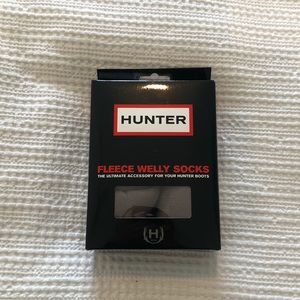 HUNTER
FLEECE WELLY SOCKS
THE ULTIMATE ACCESSORY FOR YOUR HUNTER BOOTS
H